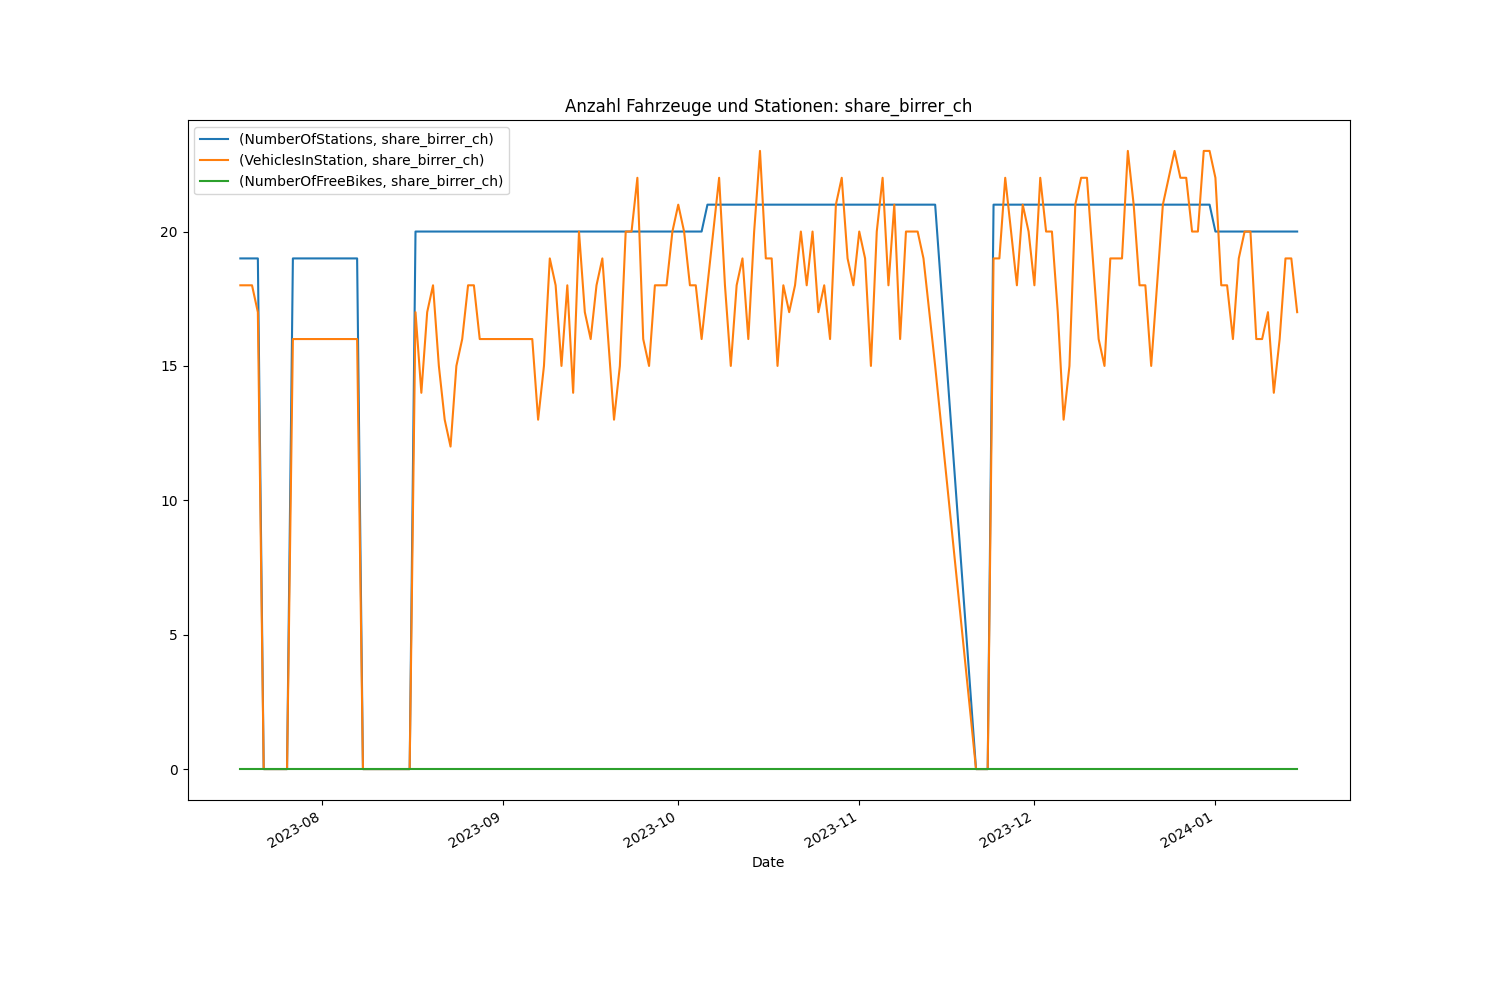 Anzahl Fahrzeuge und Stationen: share_birrer_ch
(NumberOfStations, share_birrer_ch)
(VehiclesInStation, share_birrer_ch)
(NumberOfFreeBikes, share_birrer_ch)
20
15
10
5
0
2023-08
2023-09
2023-10
2023-11
2023-12
2024-01
Date